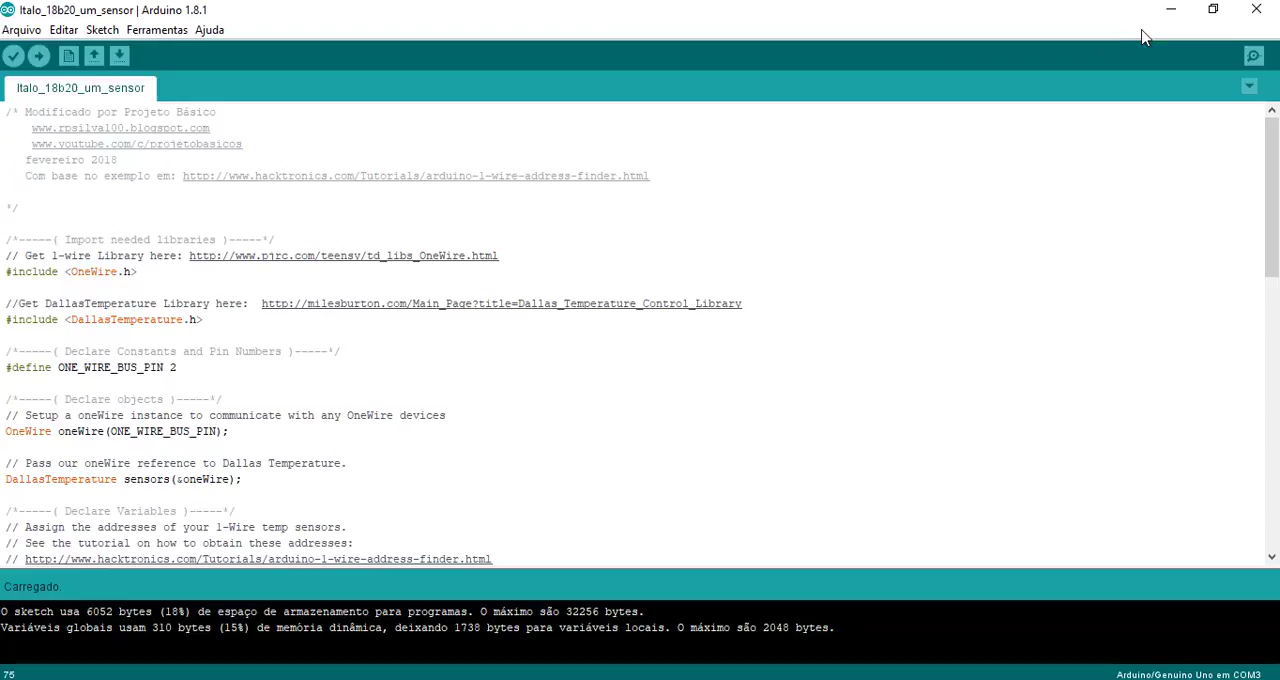 Italo_18b20_um_sensor | Arduino 1.8.1
Arquivo Editar Sketch Ferramentas Ajuda
Italo_18b20_um_sensor
/* Modificado por Projeto Básico
www.rpsilva100.blogspot.com
www.youtube.com/c/projetobasicos
fevereiro 2018
Com base no exemplo em: http://www.hacktronics.com/Tutorials/arduino-1-wire-address-finder.html
*/
/*-----( Import needed libraries )-----*/
// Get 1-wire Library here: http://www.pjrc.com/teensy/td_libs_OneWire.html
#include <OneWire.h>
//Get DallasTemperature Library here:  http://milesburton.com/Main_Page?title=Dallas_Temperature_Control_Library
#include <DallasTemperature.h>
/*-----( Declare Constants and Pin Numbers )-----*/
#define ONE_WIRE_BUS_PIN 2
/*-----( Declare objects )-----*/
// Setup a oneWire instance to communicate with any OneWire devices
OneWire oneWire(ONE_WIRE_BUS_PIN);
// Pass our oneWire reference to Dallas Temperature.
DallasTemperature sensors(&oneWire);
/*-----( Declare Variables )-----*/
// Assign the addresses of your 1-Wire temp sensors.
// See the tutorial on how to obtain these addresses:
// http://www.hacktronics.com/Tutorials/arduino-1-wire-address-finder.html
Carregado.
O sketch usa 6052 bytes (18%) de espaço de armazenamento para programas. O máximo são 32256 bytes.
Variáveis globais usam 310 bytes (15%) de memória dinâmica, deixando 1738 bytes para variáveis locais. O máximo são 2048 bytes.
75 Arduino/Genuino Uno em COM3